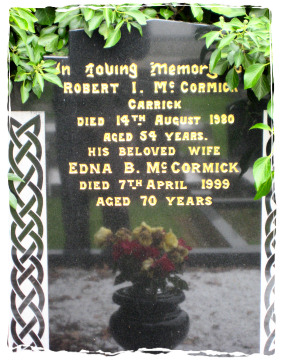 In Loving Memory of
Robert I. McCormick
Carrick
died 14th August 1980
aged 54 years.
his beloved wife
Edna B. McCormick
died 7th April 1999
aged 70 years